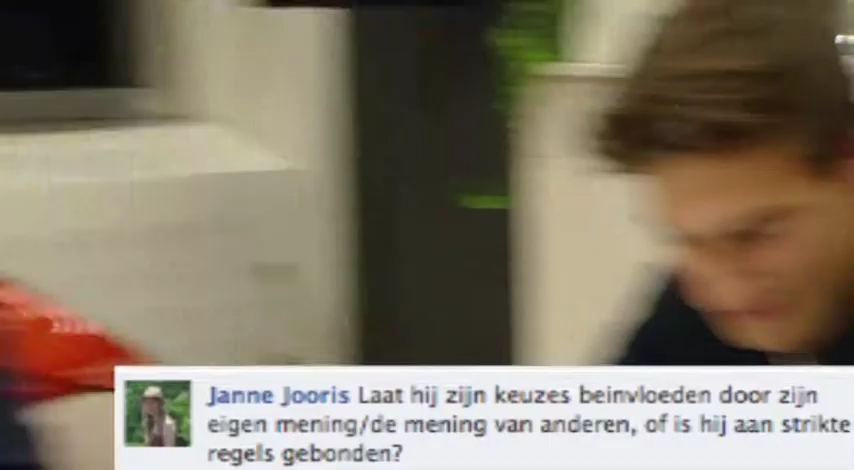 Janne Jooris Laat hij zijn keuzes beinvloeden door zijn
eigen mening/de mening van anderen, of is hij aan strikte
regels gebonden?